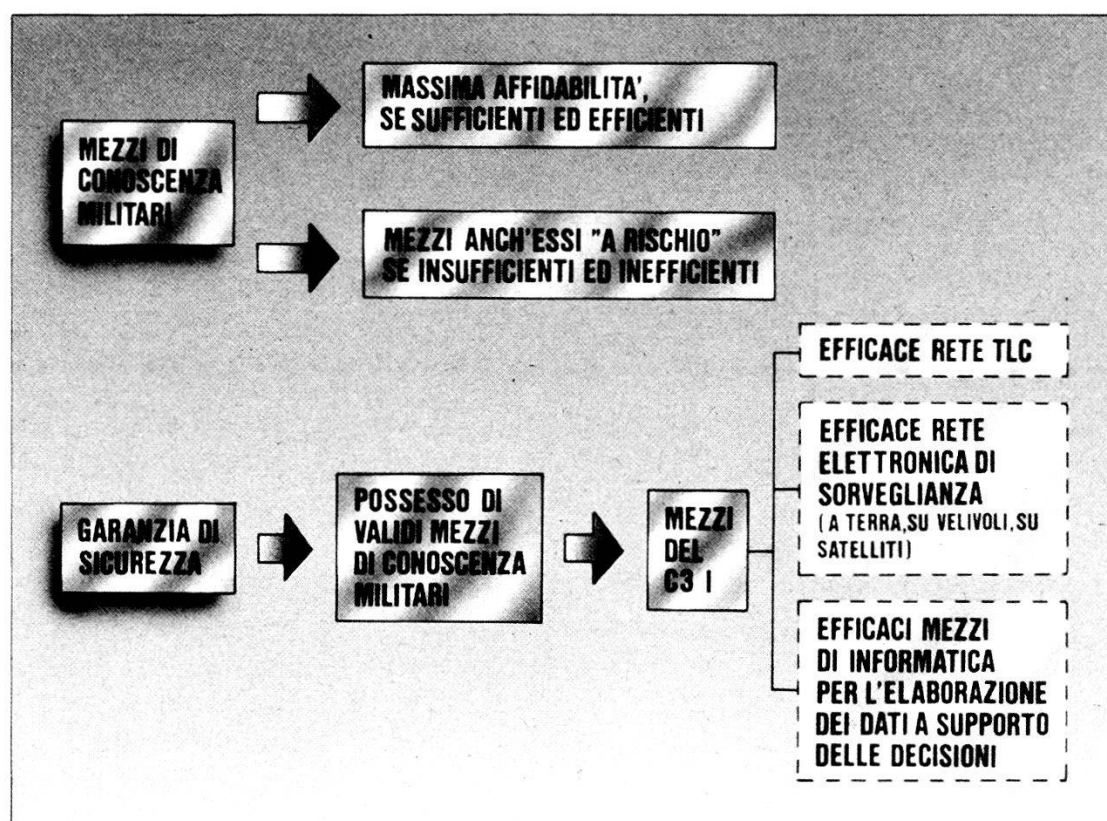 MEZZI DI
CONOSCENZA
MILITARI
MASSIMA AFFIDABILITA',
SE SUFFICIENTI ED EFFICIENTI
MEZZI ANCH'ESSI "A RISCHIO"
SE INSUFFICIENTI ED INEFFICIENTI
GARANZIA DI
SICUREZZA
POSSESSO DI
VALIDI MEZZI
DI CONOSCENZA
MILITARI
MEZZI
DEL
C3 I
EFFICACE RETE TLC
EFFICACE RETE
ELETTRONICA DI
SORVEGLIANZA
(A TERRA,SU VELIVOLI,SU
SATELLITI)
EFFICACI MEZZI
DI INFORMATICA
PER L'ELABORAZIONE
DEI DATI A SUPPORTO
DELLE DECISIONI